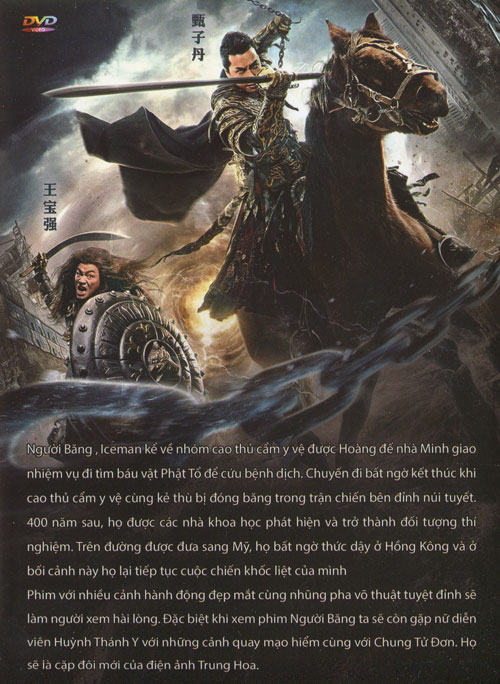 DVD
VIDEO
甄子丹
王宝强
Người Băng , Iceman kể về nhóm cao thủ cẩm y vệ được Hoàng đế nhà Minh giao
nhiệm vụ đi tìm báu vật Phật Tổ để cứu bệnh dịch. Chuyến đi bất ngờ kết thúc khi
cao thủ cẩm y vệ cùng kẻ thù bị đóng băng trong trận chiến bên đỉnh núi tuyết.
400 năm sau, họ được các nhà khoa học phát hiện và trở thành đối tượng thí
nghiệm. Trên đường được đưa sang Mỹ, họ bất ngờ thức dậy ở Hồng Kông và ở
bối cảnh này họ lại tiếp tục cuộc chiến khốc liệt của mình
Phim với nhiều cảnh hành động đẹp mắt cùng những pha võ thuật tuyệt đỉnh sẽ
làm người xem hài lòng. Đặc biệt khi xem phim Người Băng ta sẽ còn gặp nữ diễn
viên Huỳnh Thánh Y với những cảnh quay mạo hiểm cùng với Chung Tử Đơn. Họ
sẽ là cặp đôi mới của điện ảnh Trung Hoa.